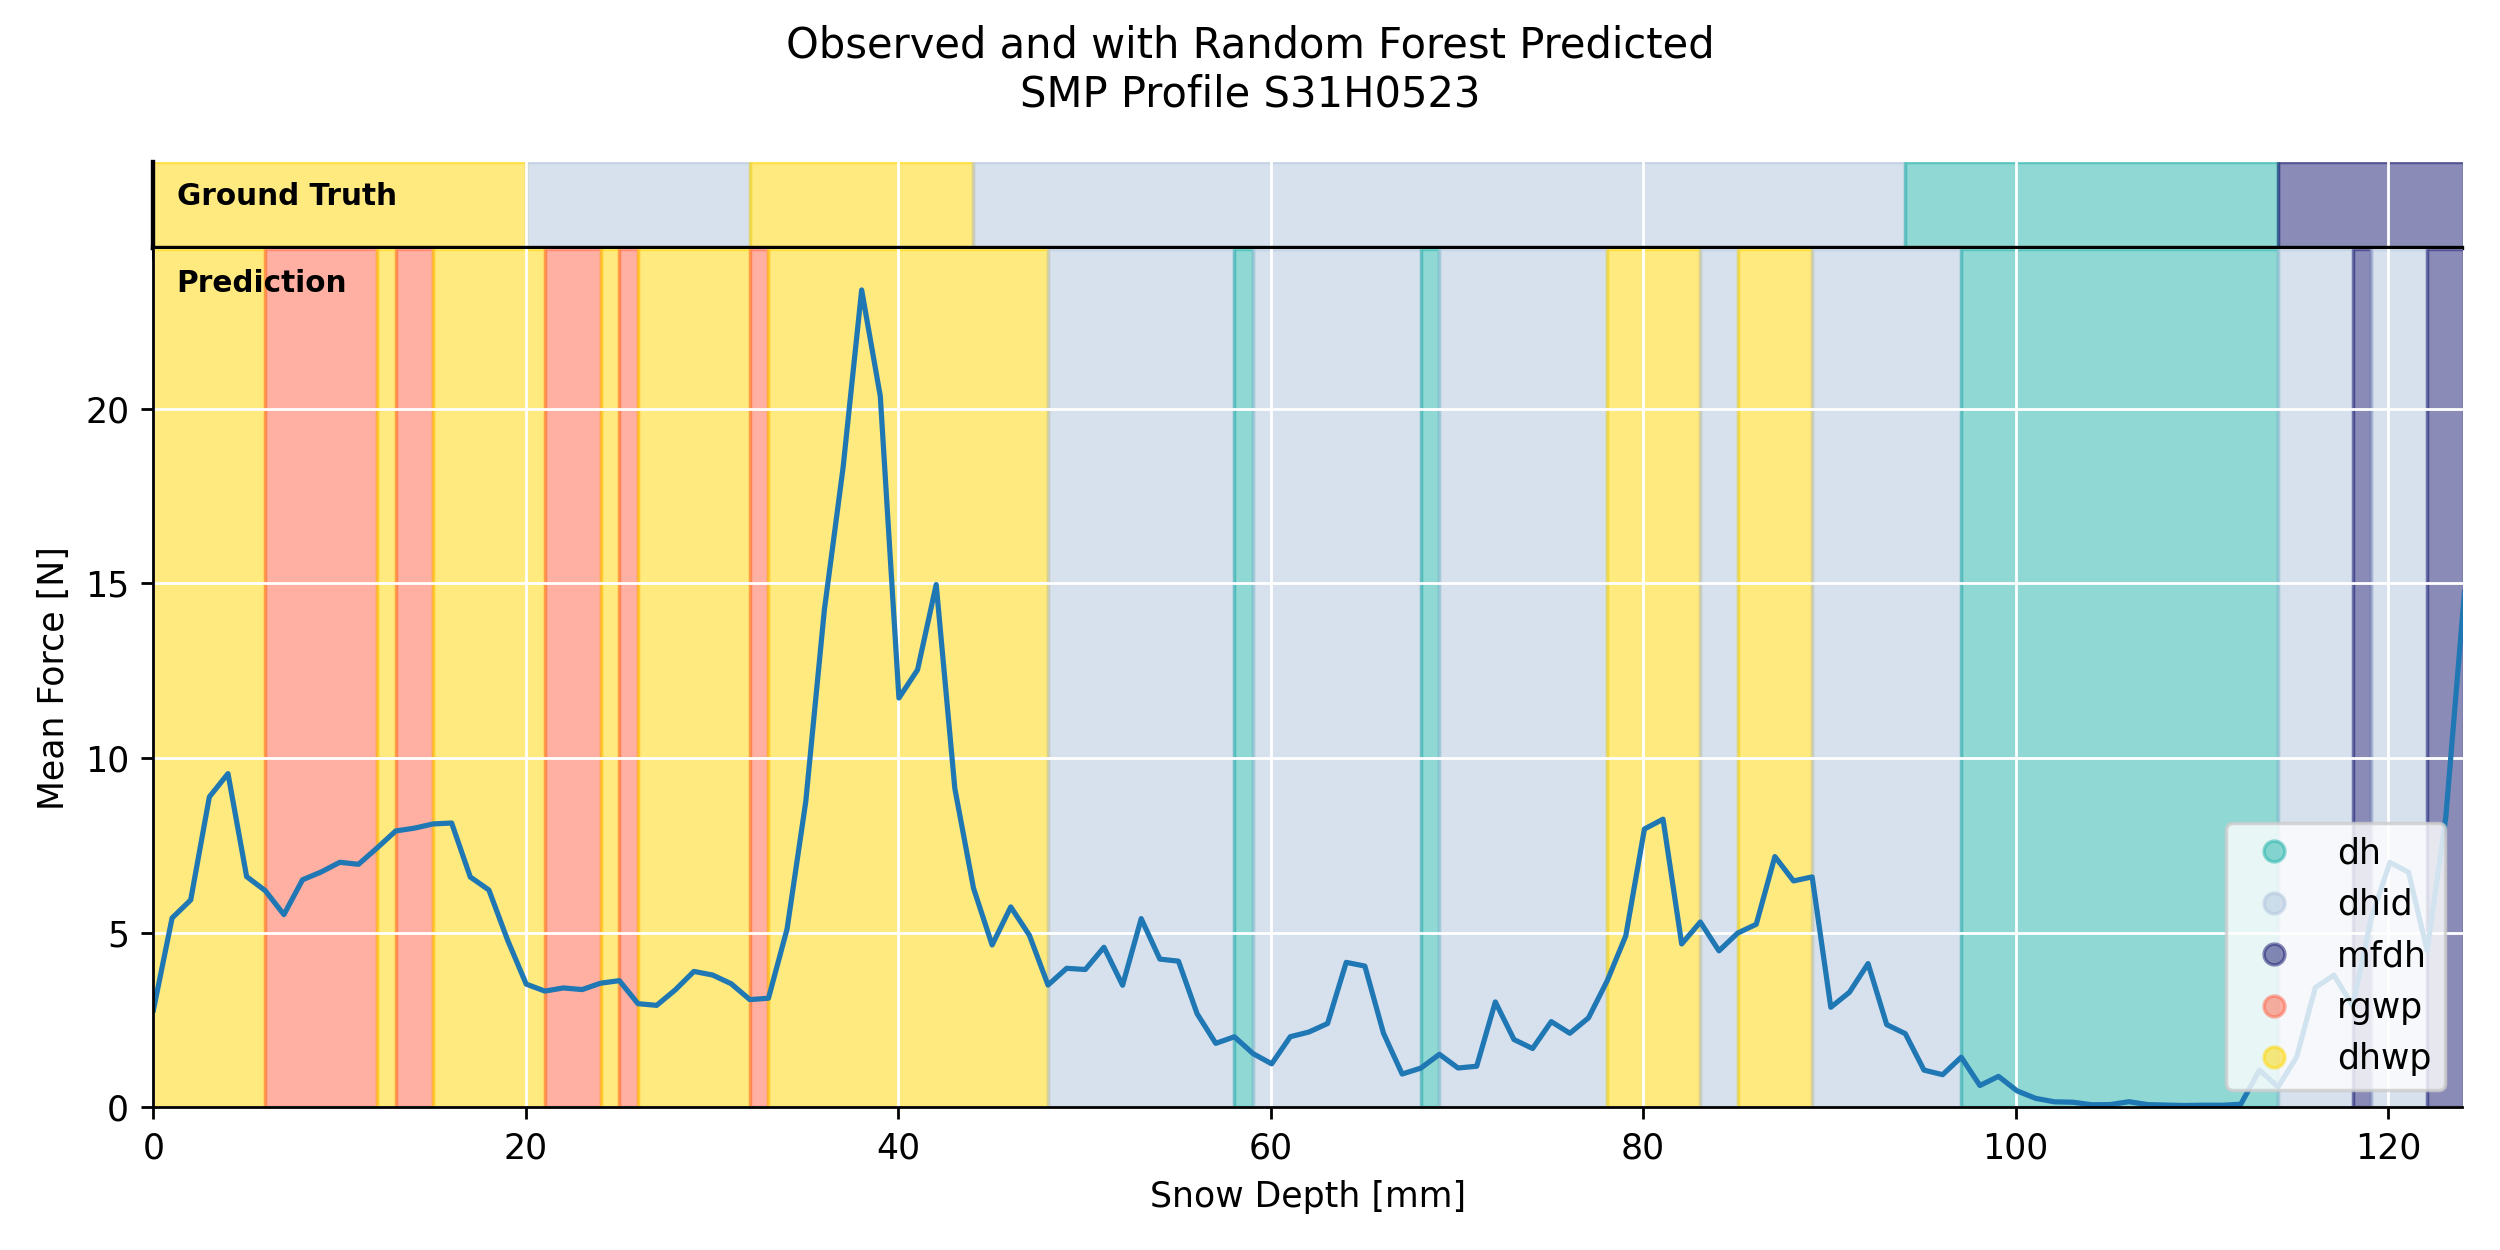 Observed and with Random Forest Predicted
SMP Profile S31H0523
Ground Truth
Prediction
20
15
10
5
0
Mean Force [N]
dh
dhid
mfdh
rgwp
dhwp
0 20 40 60 80 100 120
Snow Depth [mm]